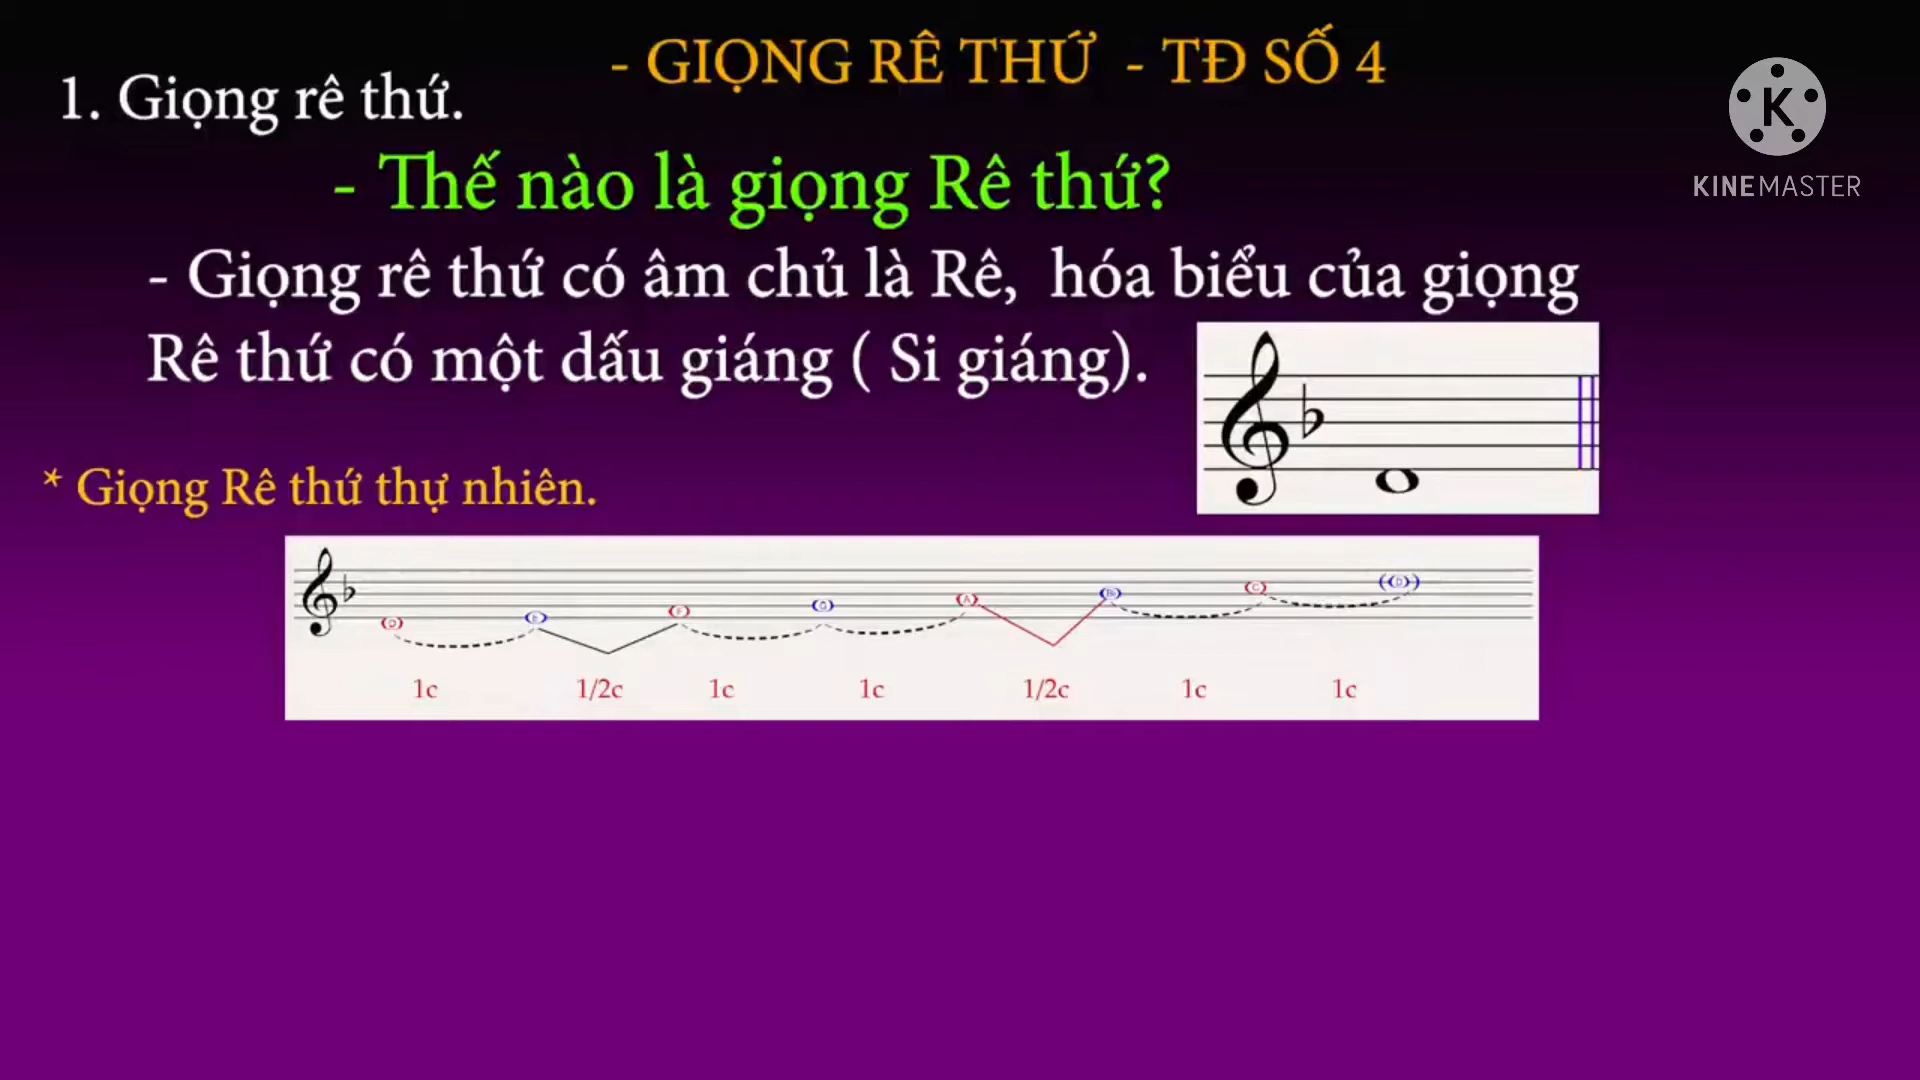 - GIỌNG RÊ THỨ - TĐ SỐ 4
1. Giọng rê thứ.
- Thế nào là giọng Rê thứ?
- Giọng rê thứ có âm chủ là Rê, hóa biểu của giọng
Rê thứ có một dấu giáng ( Si giáng).
* Giọng Rê thứ thự nhiên.
D E F G A B♭ C (D)
1c 1/2c 1c 1c 1/2c 1c 1c
K
KINEMASTER